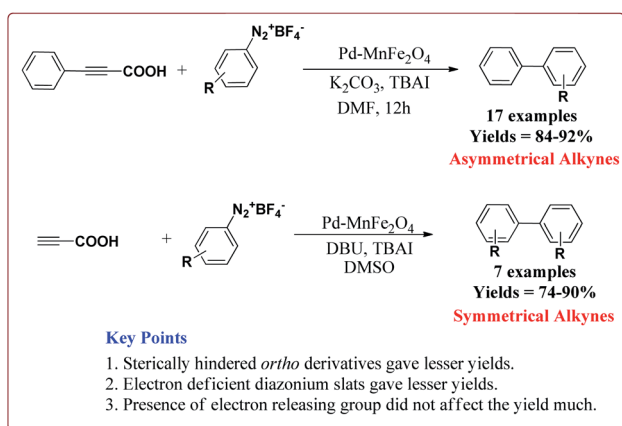 N₂⁺BF₄⁻
COOH + R
Pd-MnFe₂O₄
K₂CO₃, TBAI
DMF, 12h
R
17 examples
Yields = 84-92%
Asymmetrical Alkynes
N₂⁺BF₄⁻
COOH + R
Pd-MnFe₂O₄
DBU, TBAI
DMSO
R R
7 examples
Yields = 74-90%
Symmetrical Alkynes
Key Points
1. Sterically hindered ortho derivatives gave lesser yields.
2. Electron deficient diazonium slats gave lesser yields.
3. Presence of electron releasing group did not affect the yield much.